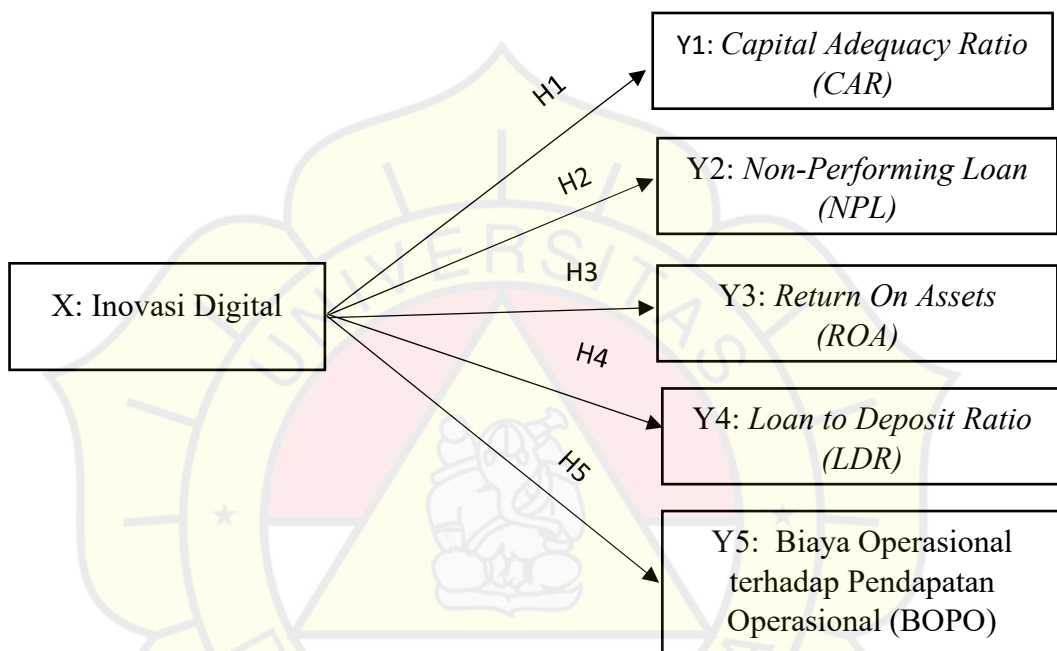 Y1: Capital Adequacy Ratio
(CAR)
H1
Y2: Non-Performing Loan
(NPL)
H2
X: Inovasi Digital
H3
Y3: Return On Assets
(ROA)
H4
Y4: Loan to Deposit Ratio
(LDR)
H5
Y5: Biaya Operasional
terhadap Pendapatan
Operasional (BOPO)
UNIVERSITAS